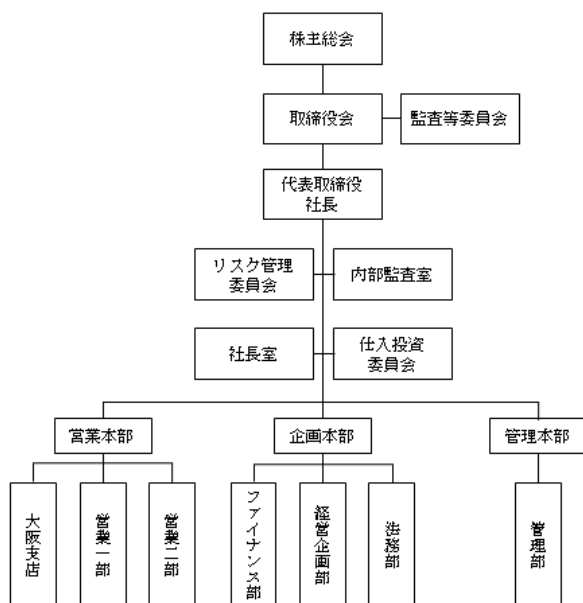 株主総会
取締役会
監査等委員会
代表取締役
社長
リスク管理
委員会
内部監査室
社長室
仕入投資
委員会
営業本部
企画本部
管理本部
大阪支店
営業一部
営業二部
ファイナンス部
経営企画部
法務部
管理部